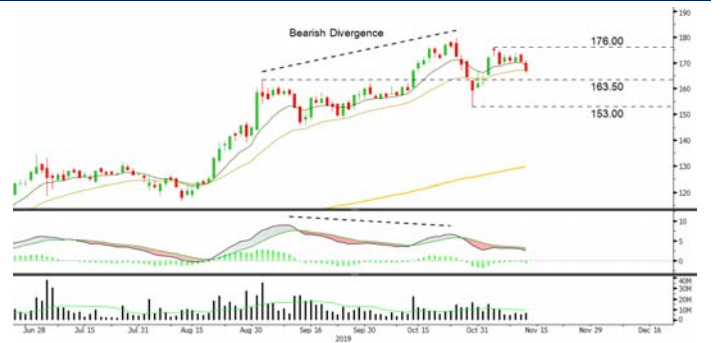 190
Bearish Divergence
180
176.00
170
163.50
160
153.00
150
140
130
120
10
5
0
40M
30M
20M
10M
0
Jun 28 Jul 15 Jul 31 Aug 15 Aug 30 Sep 16 Sep 30 Oct 15 Oct 31 Nov 15 Nov 29 Dec 16
2019